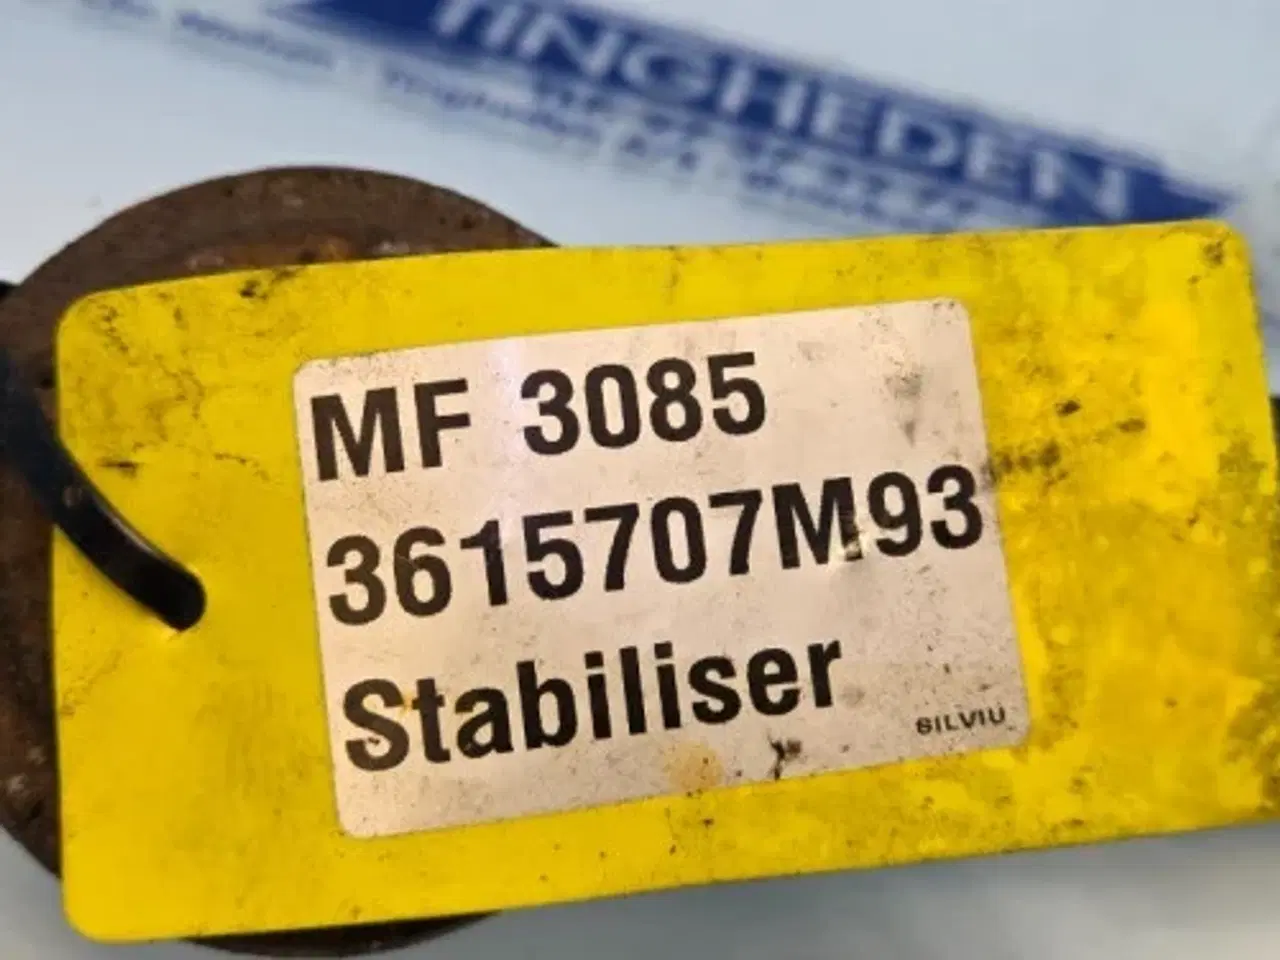 TINGHEDEN
MF 3085
3615707M93
Stabiliser
SILVIU